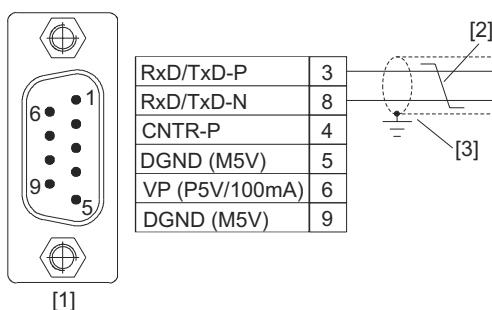 [2]
RxD/TxD-P 3
RxD/TxD-N 8
CNTR-P 4
DGND (M5V) 5
VP (P5V/100mA) 6
DGND (M5V) 9
1
6
9
5
[3]
[1]